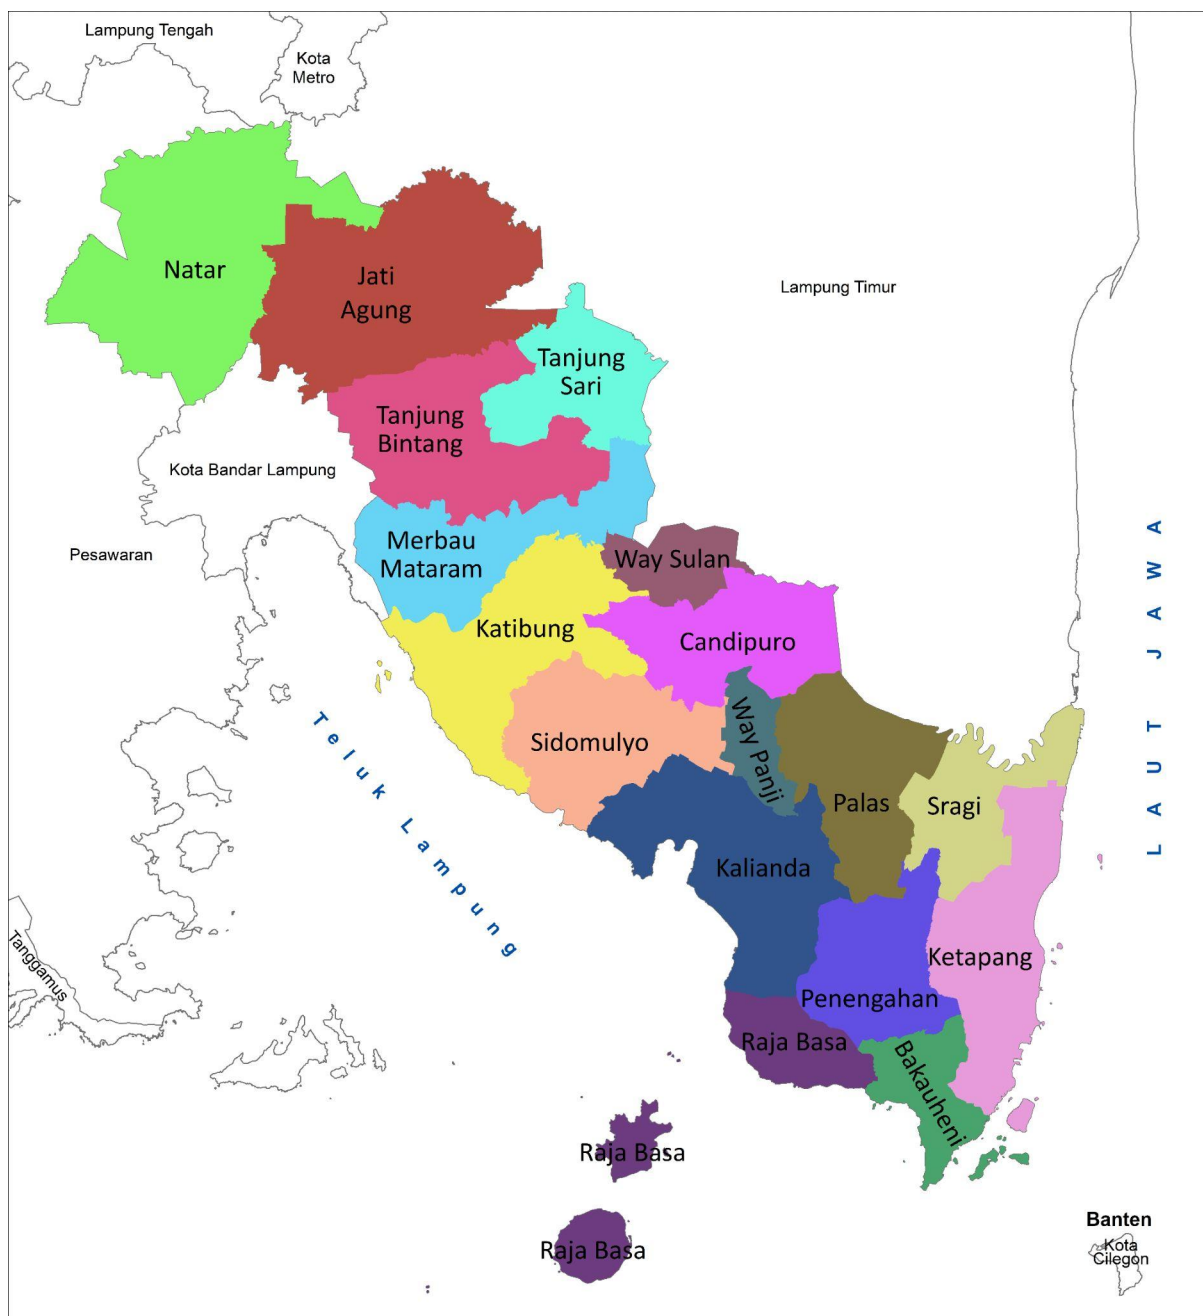 Lampung Tengah
Kota
Metro
Natar
Jati
Agung
Lampung Timur
Tanjung
Sari
Tanjung
Bintang
Kota Bandar Lampung
Merbau
Mataram
Pesawaran
Way Sulan
Katibung
Candipuro
LAUT JAWA
Teluk Lampung
Sidomulyo
Way Panji
Palas
Sragi
Kalianda
Tanggamus
Ketapang
Penengahan
Raja Basa
Bakauheni
Raja Basa
Raja Basa
Banten
Kota
Cilegon